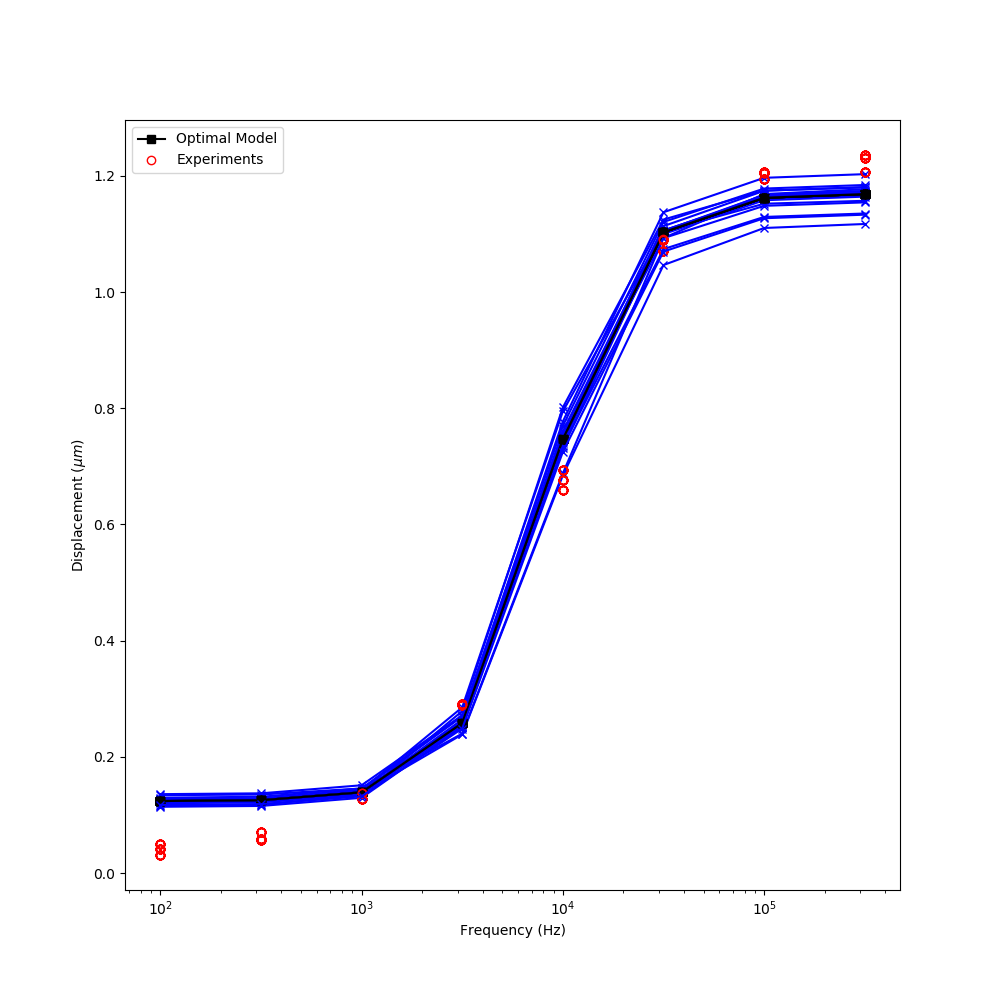 Optimal Model
Experiments
1.2
1.0
0.8
0.6
0.4
0.2
0.0
Displacement (μm)
10²
10³
10⁴
10⁵
Frequency (Hz)